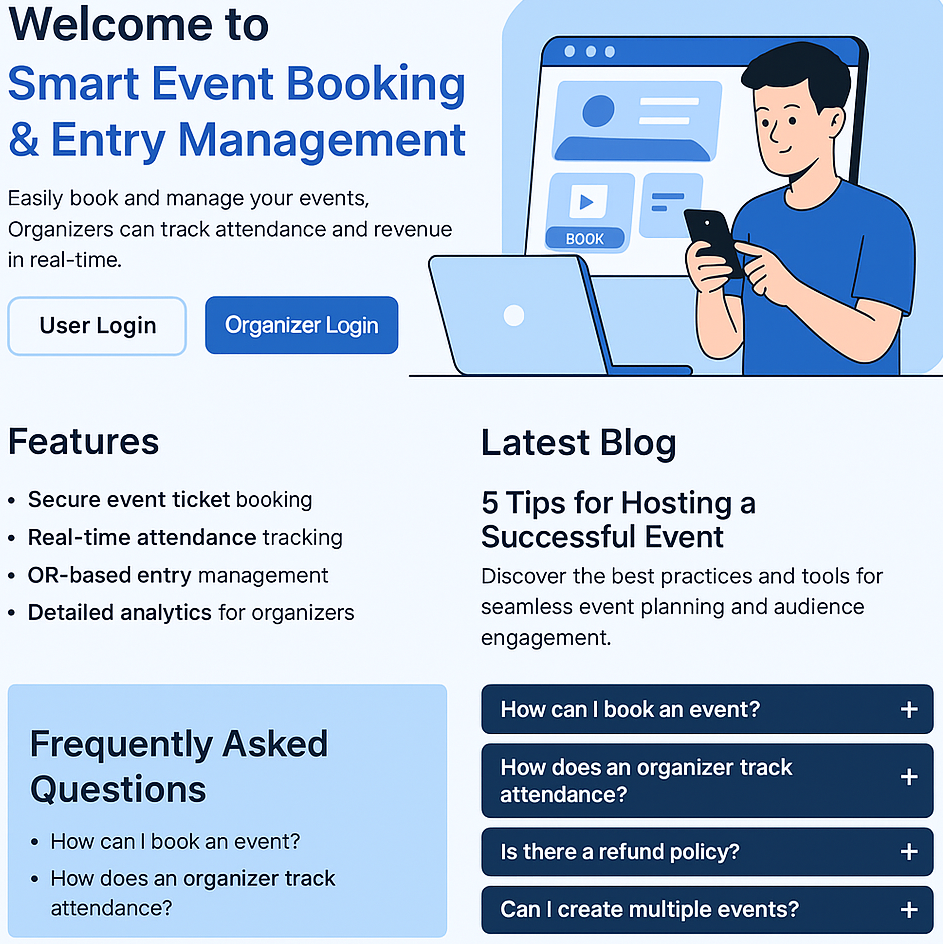 Welcome to
Smart Event Booking
& Entry Management
Easily book and manage your events,
Organizers can track attendance and revenue
in real-time.
User Login
Organizer Login
BOOK
Features
• Secure event ticket booking
• Real-time attendance tracking
• OR-based entry management
• Detailed analytics for organizers
Latest Blog
5 Tips for Hosting a
Successful Event
Discover the best practices and tools for
seamless event planning and audience
engagement.
Frequently Asked
Questions
• How can I book an event?
• How does an organizer track
attendance?
How can I book an event? +
How does an organizer track
attendance? +
Is there a refund policy? +
Can I create multiple events? +